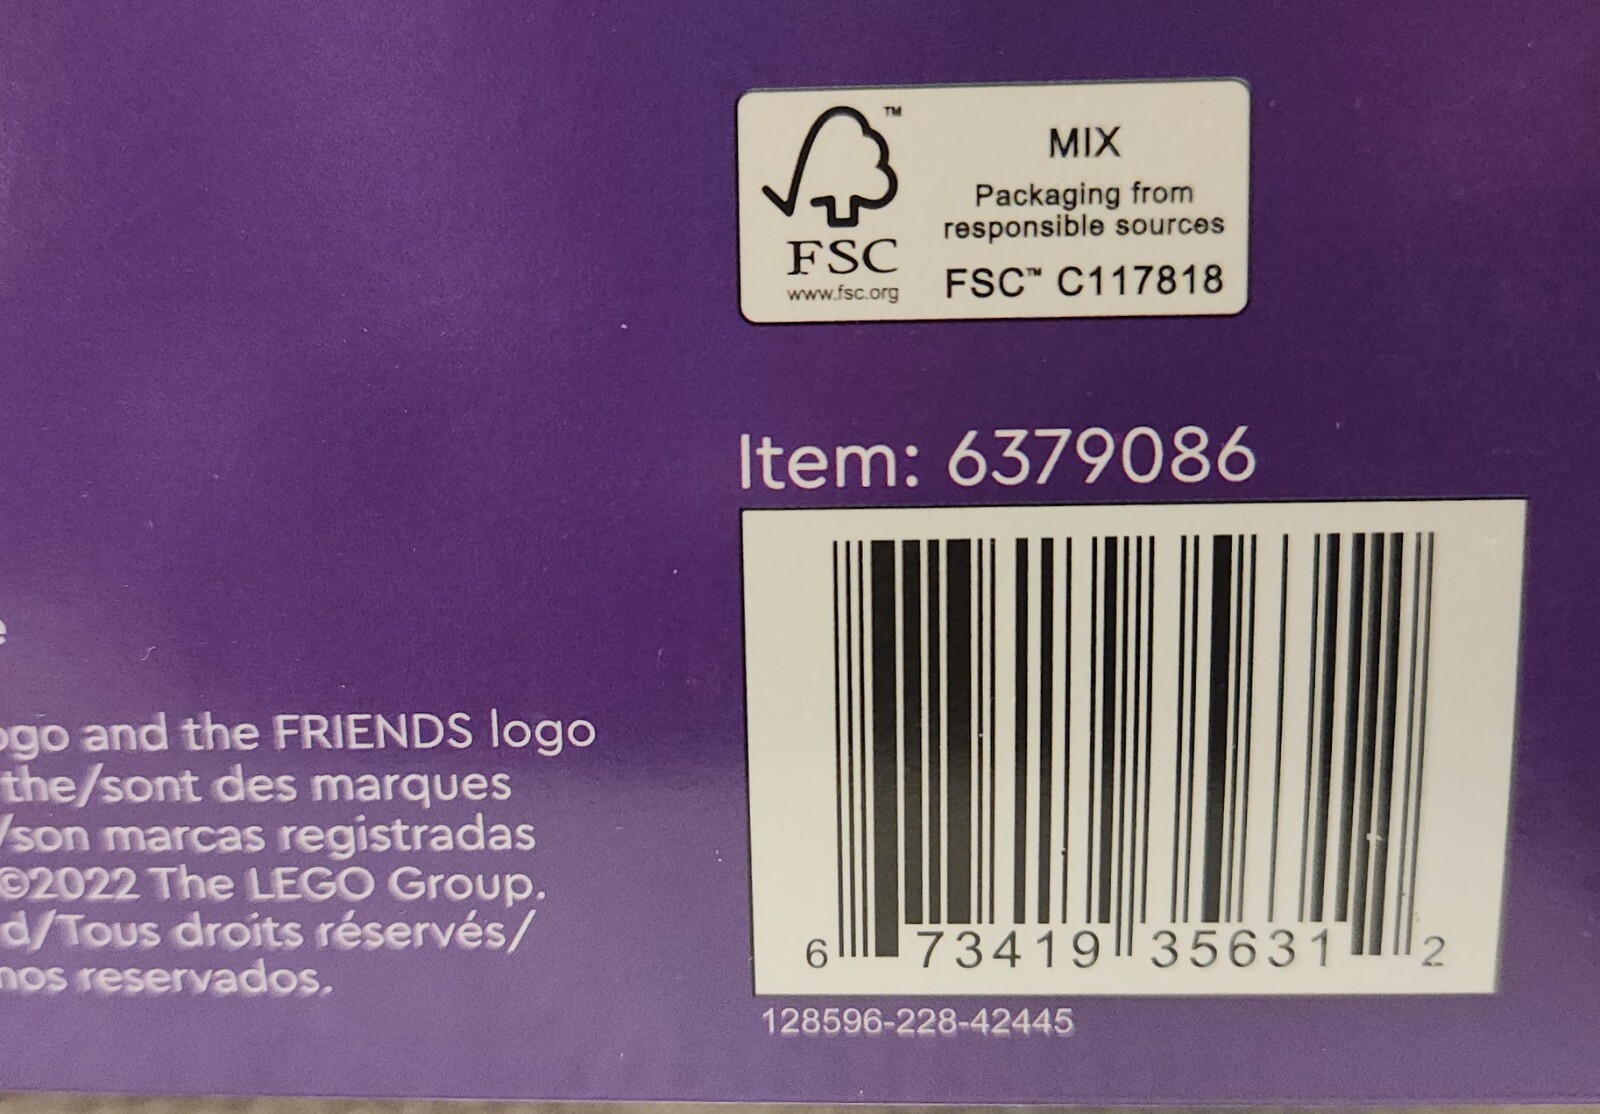 ™
MIX
Packaging from
responsible sources
FSC™ C117818
FSC
www.fsc.org
Item: 6379086
6 73419 35631 2
128596-228-42445
e
ogo and the FRIENDS logo
the/sont des marques
/son marcas registradas
©2022 The LEGO Group.
d/Tous droits réservés/
nos reservados.